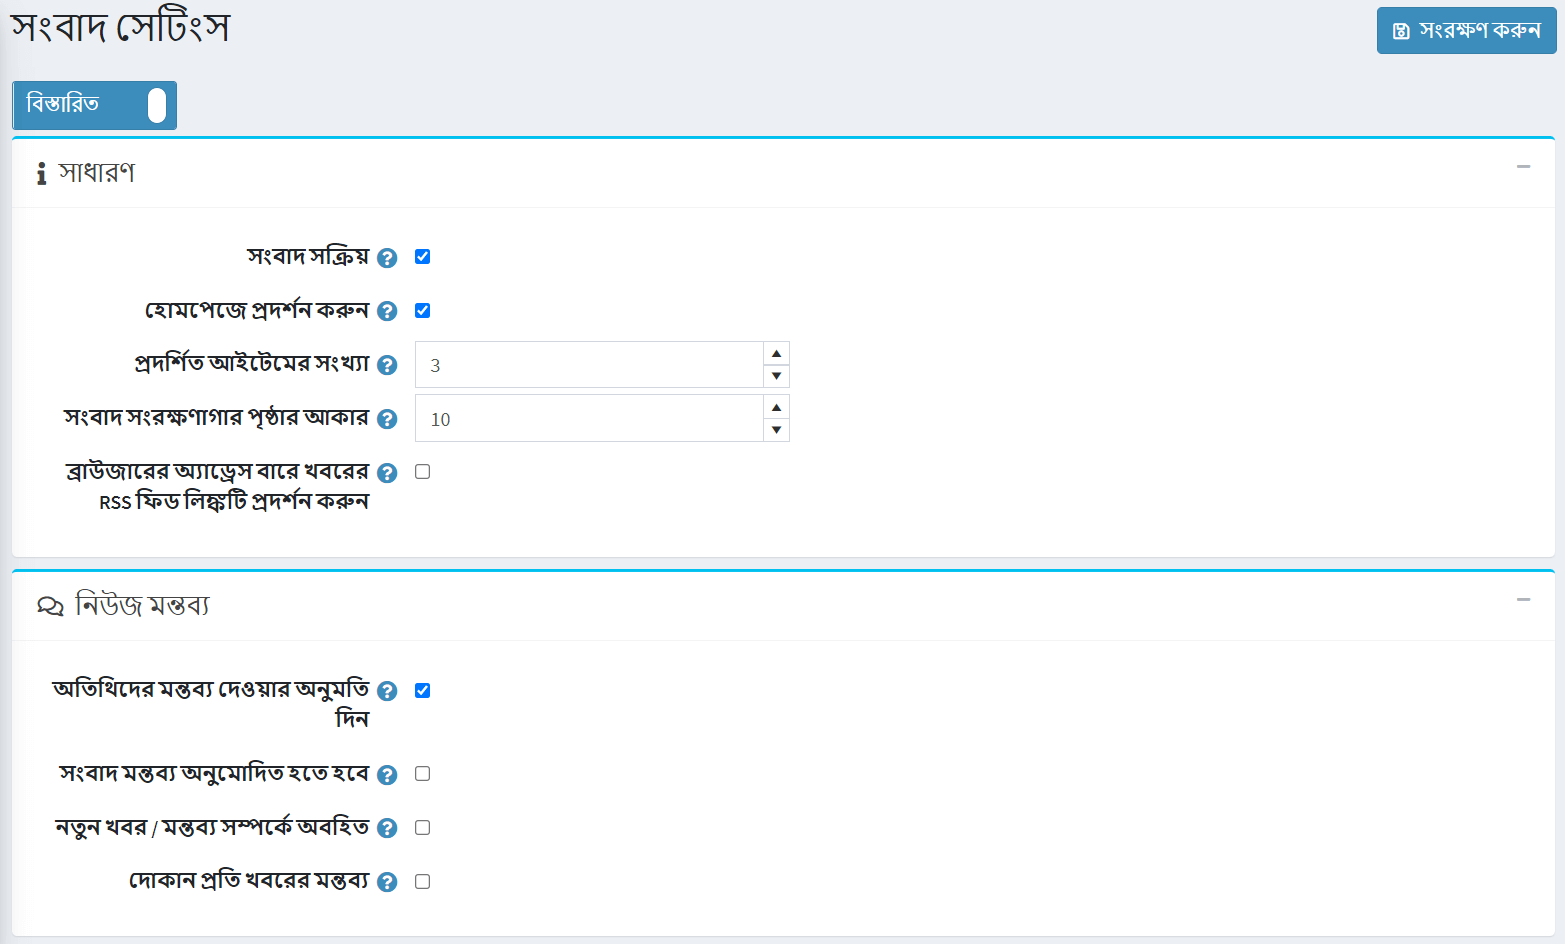 সংবাদ সেটিংস
সংরক্ষণ করুন
বিস্তারিত
সাধারণ
সংবাদ সক্রিয়
হোমপেজে প্রদর্শন করুন
প্রদর্শিত আইটেমের সংখ্যা
3
সংবাদ সংরক্ষণাগার পৃষ্ঠার আকার
10
ব্রাউজারের অ্যাড্রেস বারে খবরের
RSS ফিড লিঙ্কটি প্রদর্শন করুন
নিউজ মন্তব্য
অতিথিদের মন্তব্য দেওয়ার অনুমতি
দিন
সংবাদ মন্তব্য অনুমোদিত হতে হবে
নতুন খবর / মন্তব্য সম্পর্কে অবহিত
দোকান প্রতি খবরের মন্তব্য